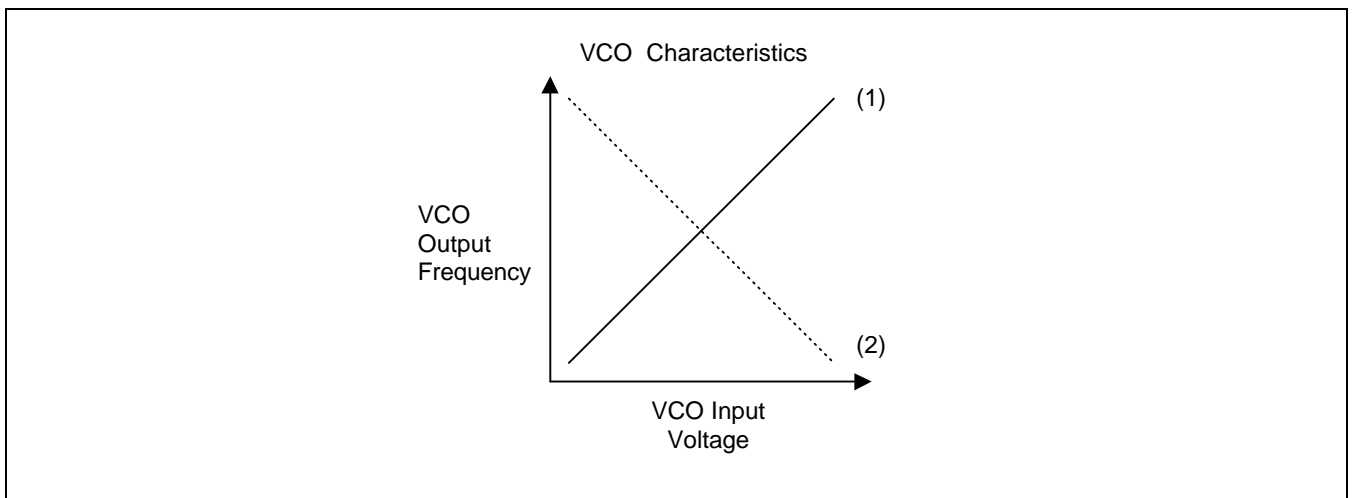 VCO Characteristics
(1)
VCO
Output
Frequency
(2)
VCO Input
Voltage